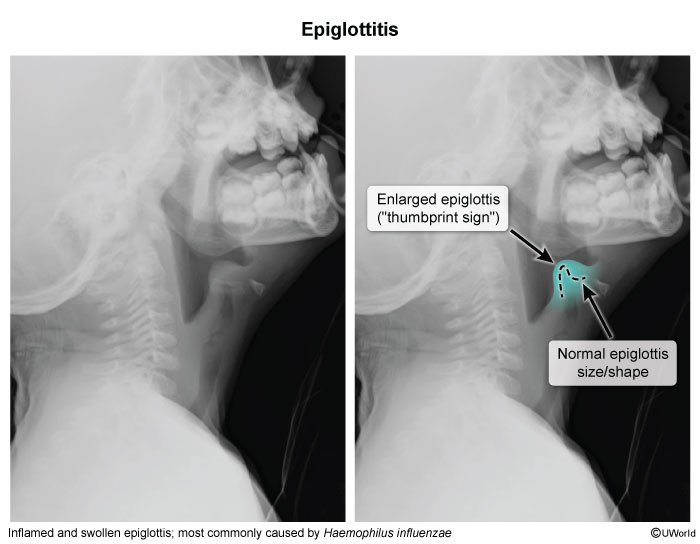 Epiglottitis
Enlarged epiglottis
("thumbprint sign")
Normal epiglottis
size/shape
Inflamed and swollen epiglottis; most commonly caused by Haemophilus influenzae
©UWorld